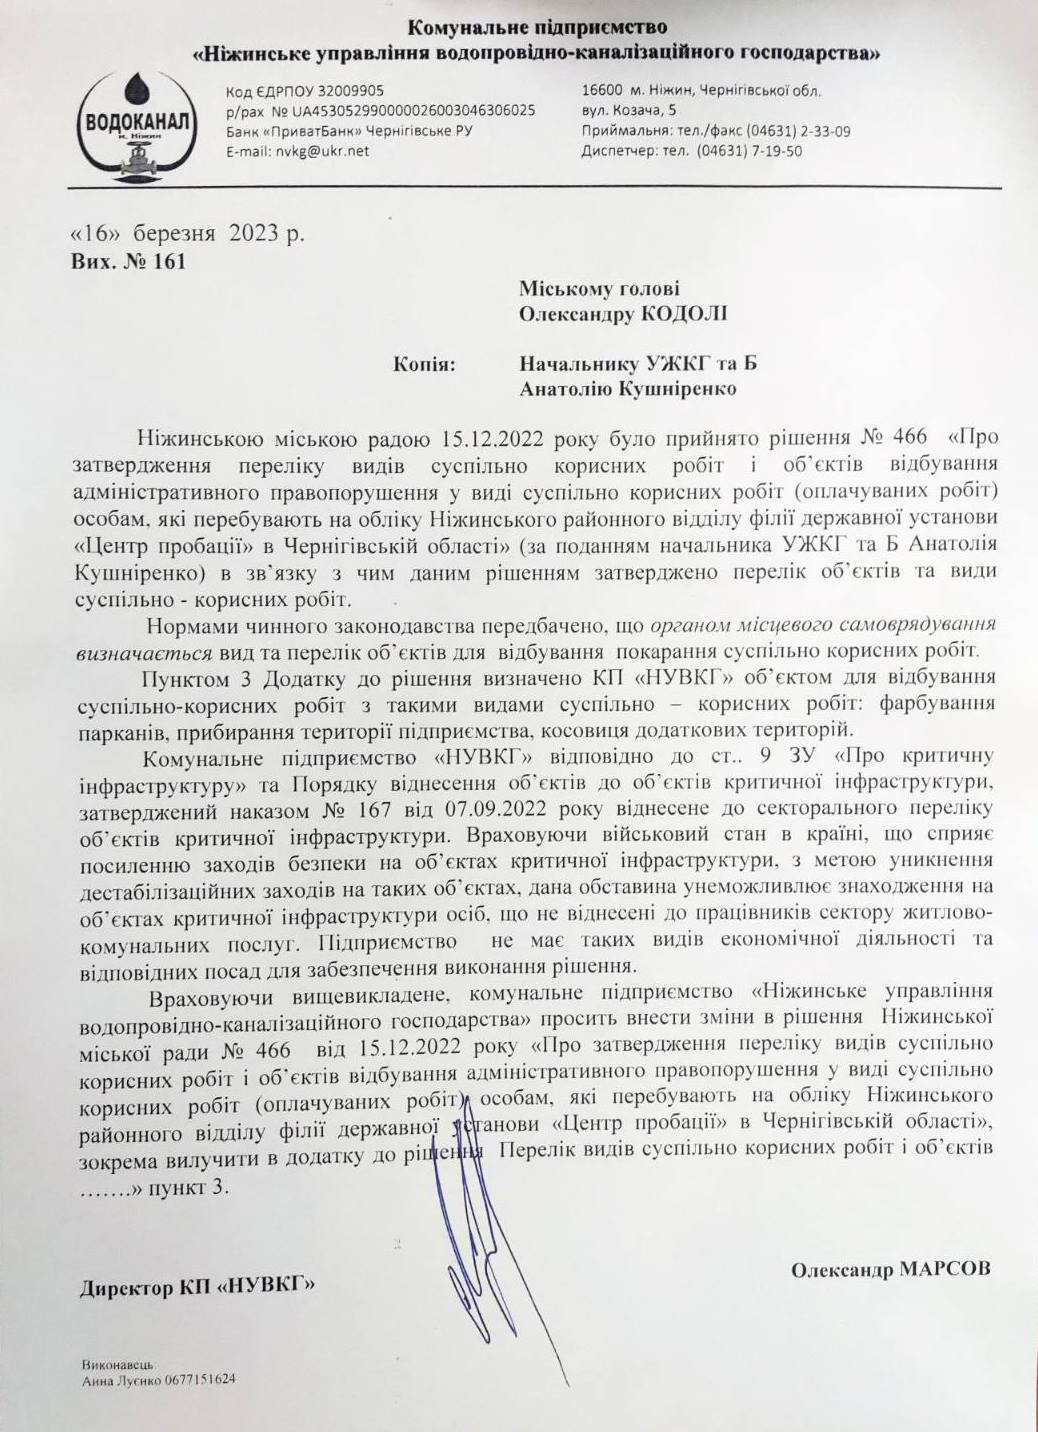 Комунальне підприємство
«Ніжинське управління водопровідно-каналізаційного господарства»
ВОДОКАНАЛ
м. Ніжин
Код ЄДРПОУ 32009905
р/рах № UA453052990000026003046306025
Банк «ПриватБанк» Чернігівське РУ
E-mail: nvkg@ukr.net
16600 м. Ніжин, Чернігівської обл.
вул. Козача, 5
Приймальня: тел./факс (04631) 2-33-09
Диспетчер: тел. (04631) 7-19-50
«16» березня 2023 р.
Вих. № 161
Міському голові
Олександру КОДОЛІ
Копія: Начальнику УЖКГ та Б
Анатолію Кушніренко
Ніжинською міською радою 15.12.2022 року було прийнято рішення № 466 «Про
затвердження переліку видів суспільно корисних робіт і об’єктів відбування
адміністративного правопорушення у виді суспільно корисних робіт (оплачуваних робіт)
особам, які перебувають на обліку Ніжинського районного відділу філії державної установи
«Центр пробації» в Чернігівській області» (за поданням начальника УЖКГ та Б Анатолія
Кушніренко) в зв’язку з чим даним рішенням затверджено перелік об’єктів та види
суспільно - корисних робіт.
Нормами чинного законодавства передбачено, що органом місцевого самоврядування
визначається вид та перелік об’єктів для відбування покарання суспільно корисних робіт.
Пунктом 3 Додатку до рішення визначено КП «НУВКГ» об’єктом для відбування
суспільно-корисних робіт з такими видами суспільно – корисних робіт: фарбування
парканів, прибирання території підприємства, косовиця додаткових територій.
Комунальне підприємство «НУВКГ» відповідно до ст.. 9 ЗУ «Про критичну
інфраструктуру» та Порядку віднесення об’єктів до об’єктів критичної інфраструктури,
затверджений наказом № 167 від 07.09.2022 року віднесене до секторального переліку
об’єктів критичної інфраструктури. Враховуючи військовий стан в країні, що сприяє
посиленню заходів безпеки на об’єктах критичної інфраструктури, з метою уникнення
дестабілізаційних заходів на таких об’єктах, дана обставина унеможливлює знаходження на
об’єктах критичної інфраструктури осіб, що не віднесені до працівників сектору житлово-
комунальних послуг. Підприємство не має таких видів економічної діяльності та
відповідних посад для забезпечення виконання рішення.
Враховуючи вищевикладене, комунальне підприємство «Ніжинське управління
водопровідно-каналізаційного господарства» просить внести зміни в рішення Ніжинської
міської ради № 466 від 15.12.2022 року «Про затвердження переліку видів суспільно
корисних робіт і об’єктів відбування адміністративного правопорушення у виді суспільно
корисних робіт (оплачуваних робіт) особам, які перебувають на обліку Ніжинського
районного відділу філії державної установи «Центр пробації» в Чернігівській області»,
зокрема вилучити в додатку до рішення Перелік видів суспільно корисних робіт і об’єктів
…….» пункт 3.
Директор КП «НУВКГ»
Олександр МАРСОВ
Виконавець
Анна Луєнко 0677151624